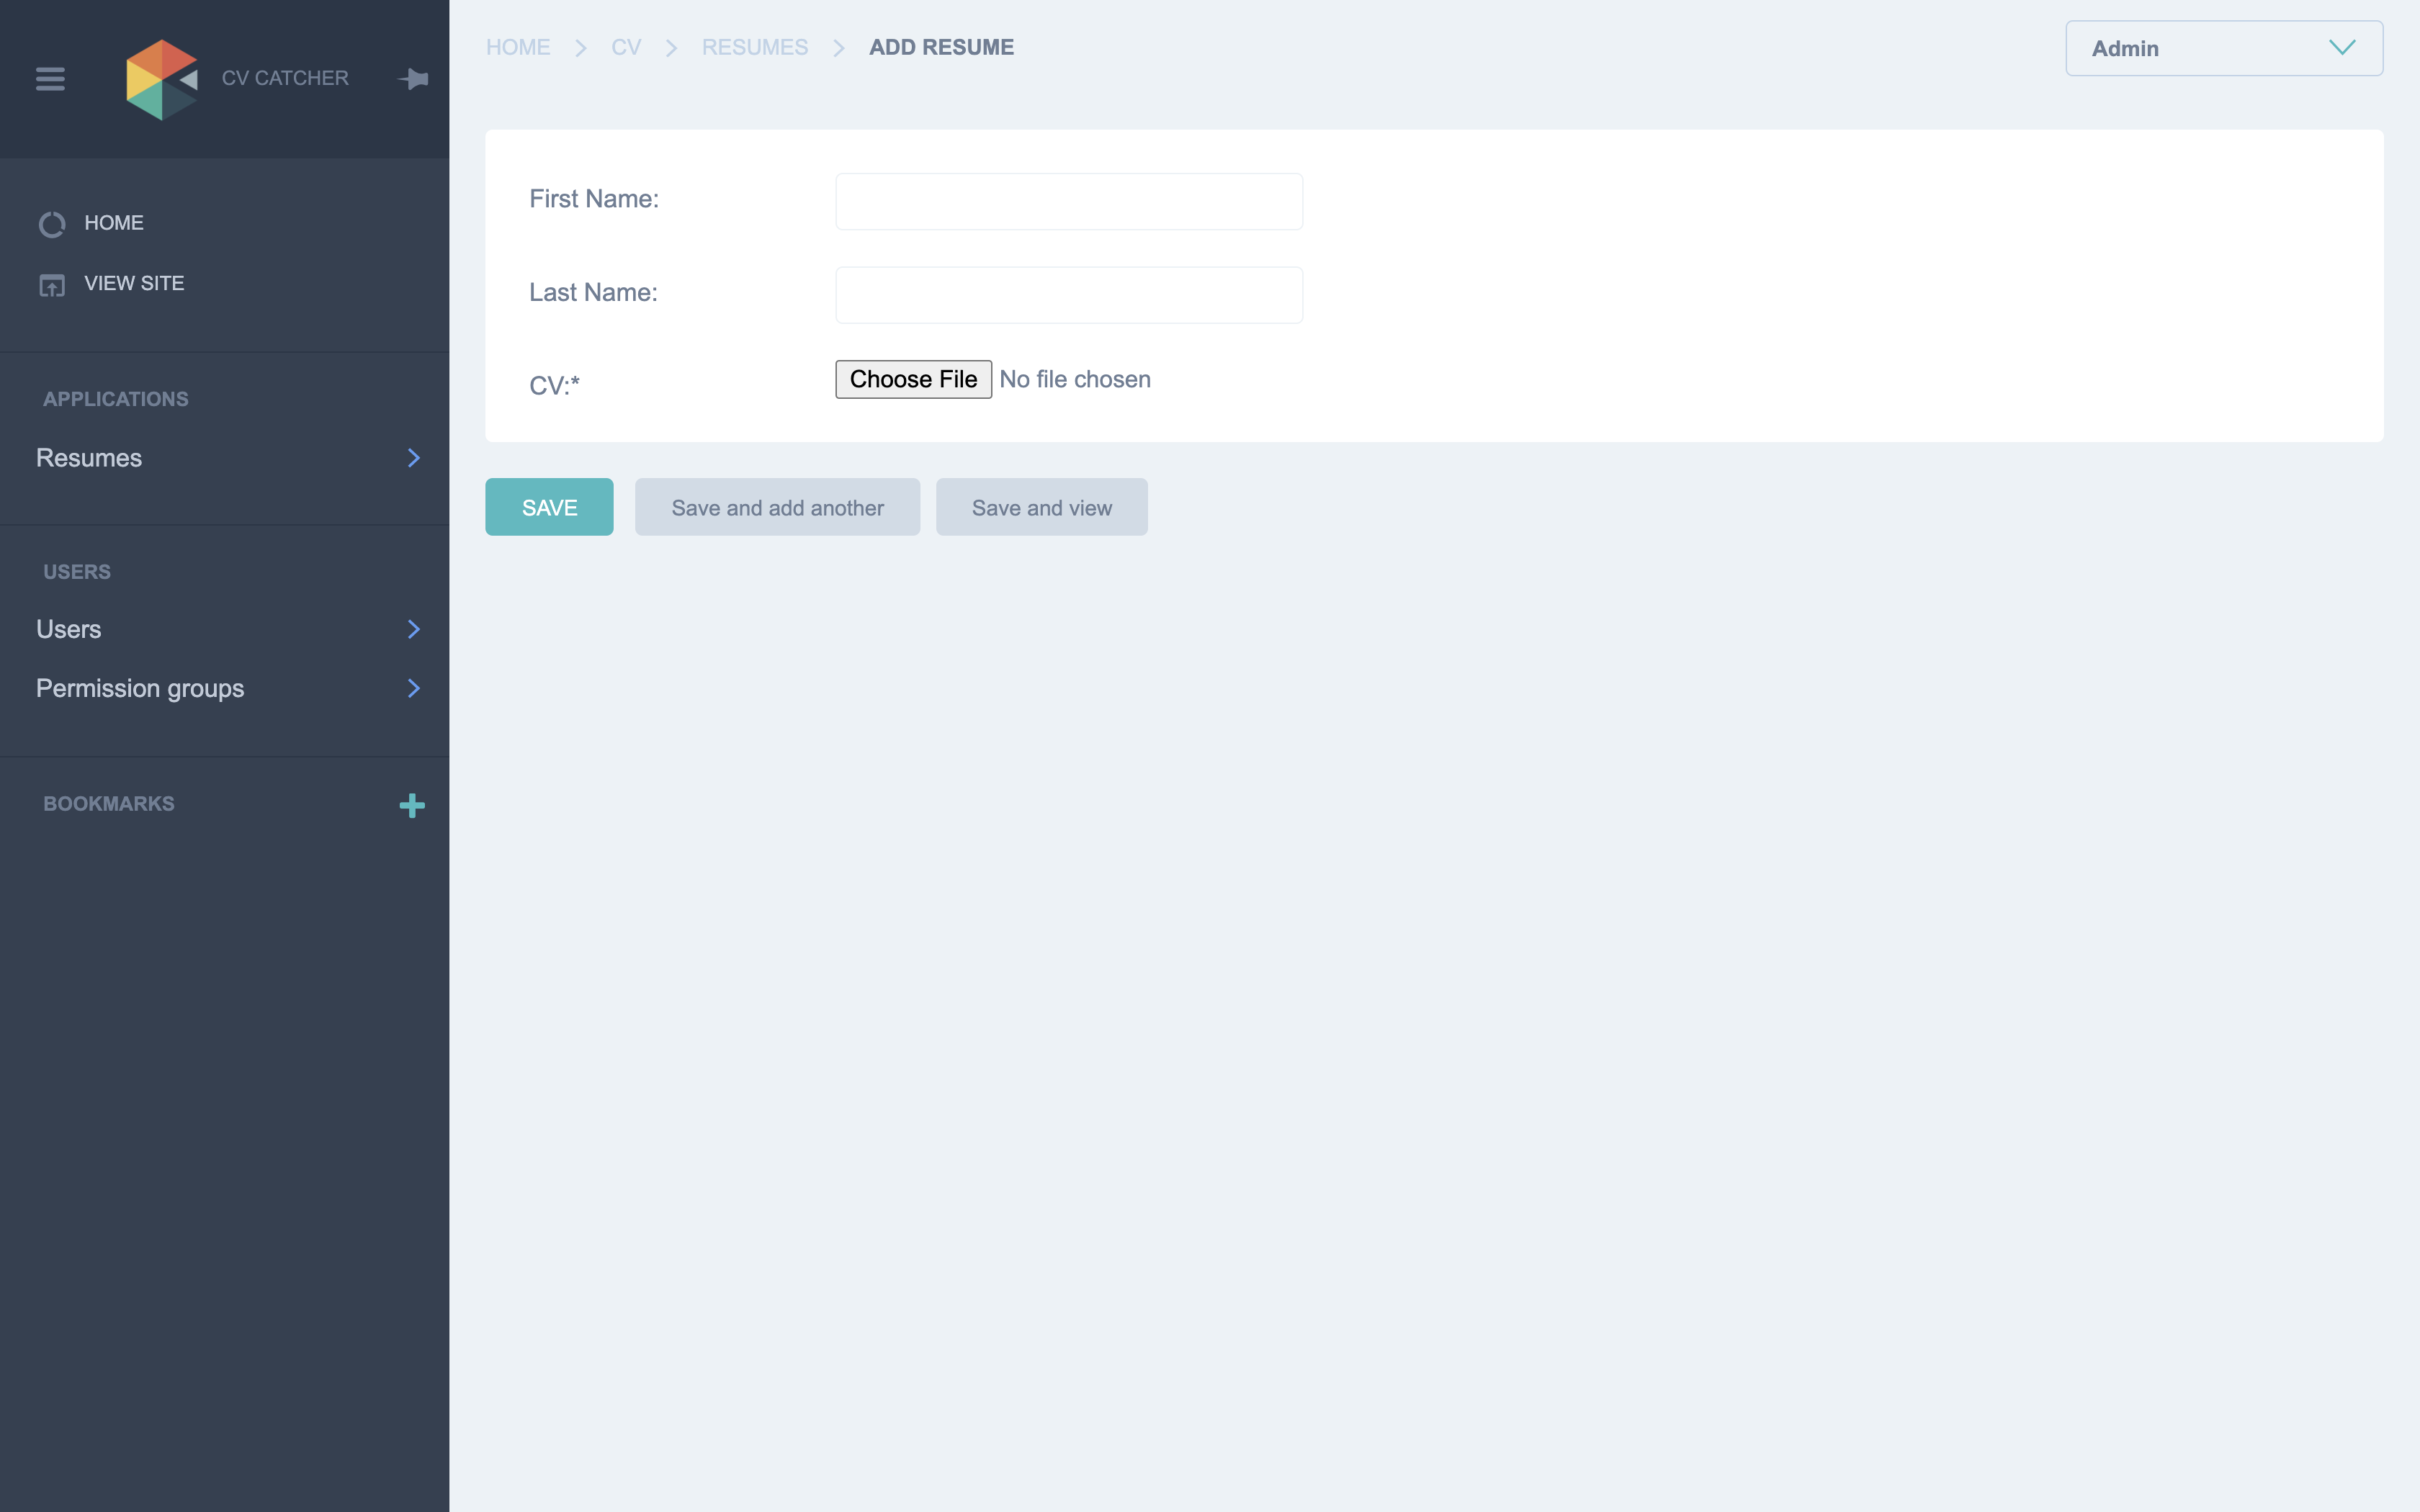 CV CATCHER
HOME
VIEW SITE
APPLICATIONS
Resumes
USERS
Users
Permission groups
BOOKMARKS
HOME > CV > RESUMES > ADD RESUME
Admin
First Name:
Last Name:
CV:* Choose File No file chosen
SAVE Save and add another Save and view